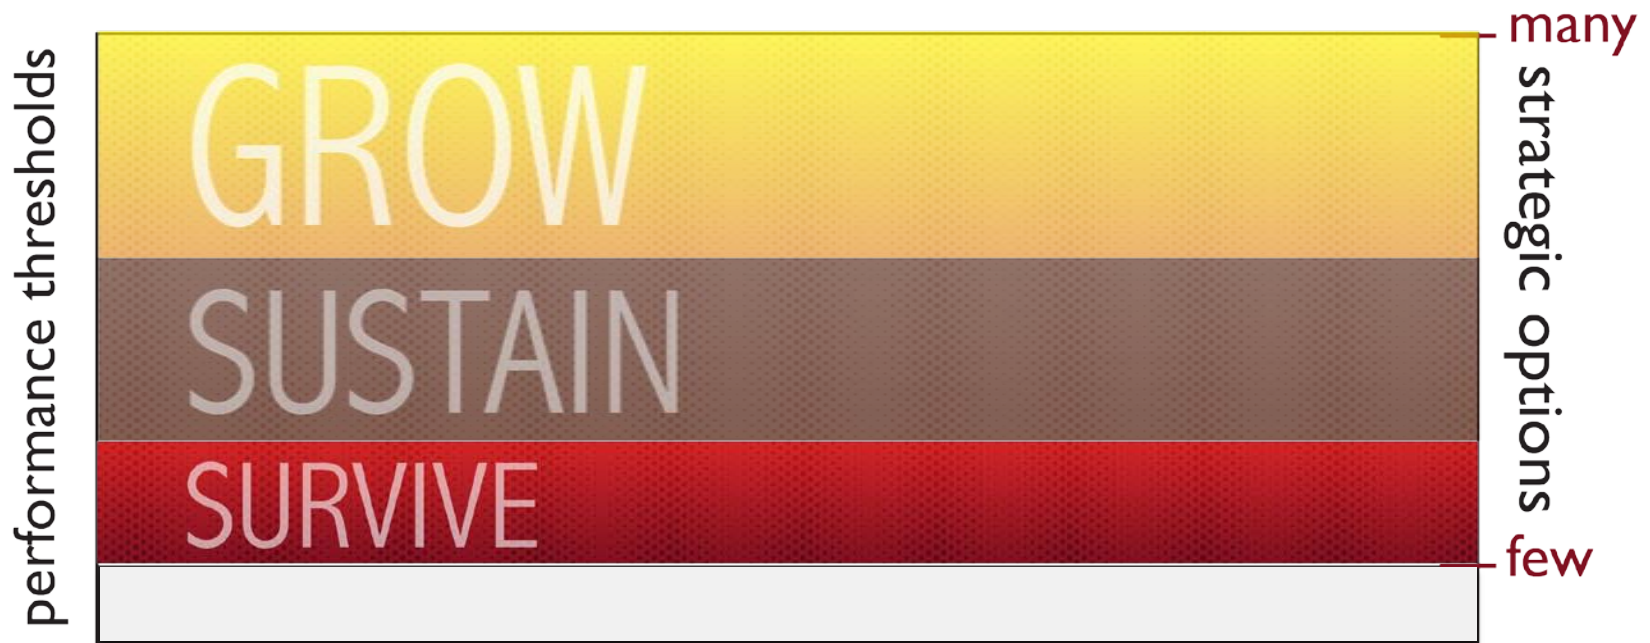 performance thresholds
GROW
SUSTAIN
SURVIVE
many
strategic options
few